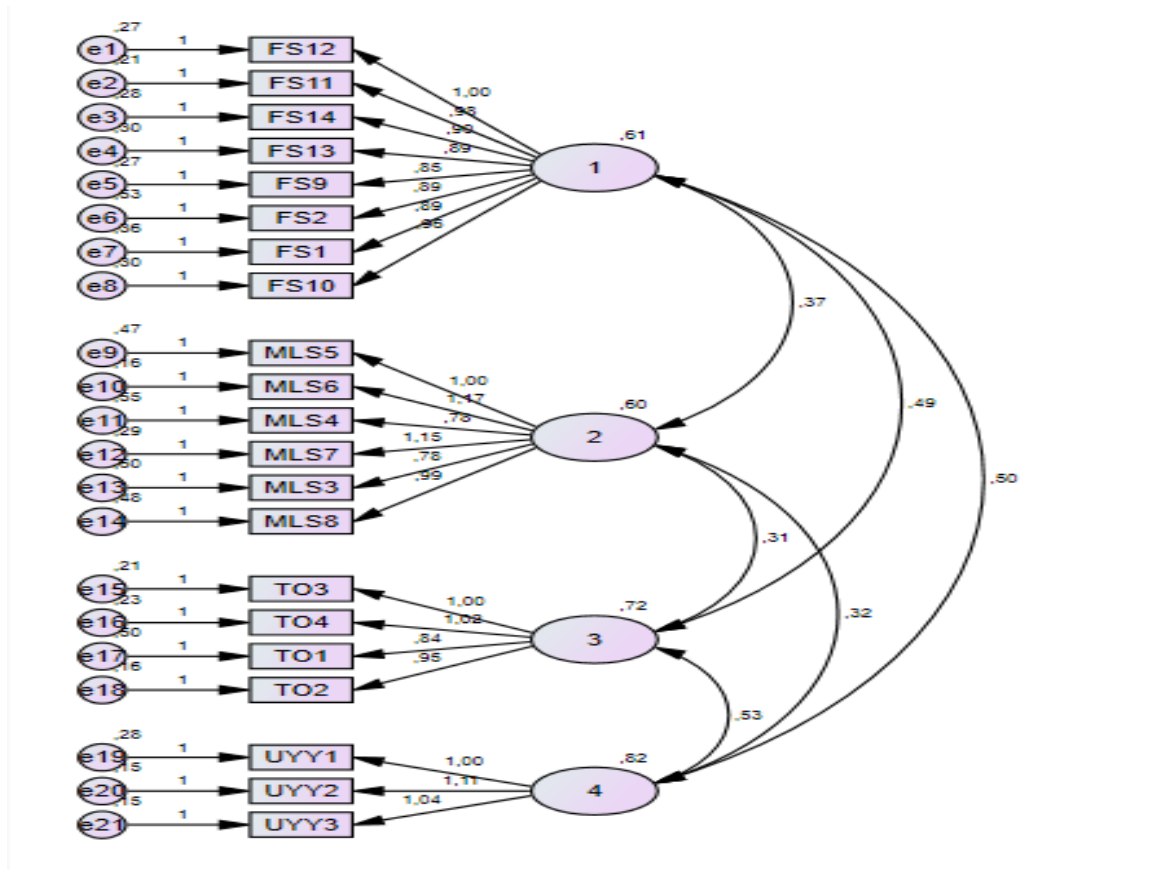 ,27
e1 1 FS12
,21
e2 1 FS11
,28
e3 1 FS14
,30
e4 1 FS13
,27
e5 1 FS9
,53
e6 1 FS2
,36
e7 1 FS1
,30
e8 1 FS10
1,00
,98
,89
,85
,89
,89
,95
,61
1
,47
e9 1 MLS5
,16
e10 1 MLS6
,55
e11 1 MLS4
,29
e12 1 MLS7
,50
e13 1 MLS3
,48
e14 1 MLS8
1,00
1,17
,78
1,15
,78
,99
,60
2
,21
e15 1 TO3
,23
e16 1 TO4
,50
e17 1 TO1
,16
e18 1 TO2
1,00
1,02
,84
,95
,72
3
,28
e19 1 UYY1
,15
e20 1 UYY2
,15
e21 1 UYY3
1,00
1,11
1,04
,82
4
,37
,49
,50
,31
,32
,53